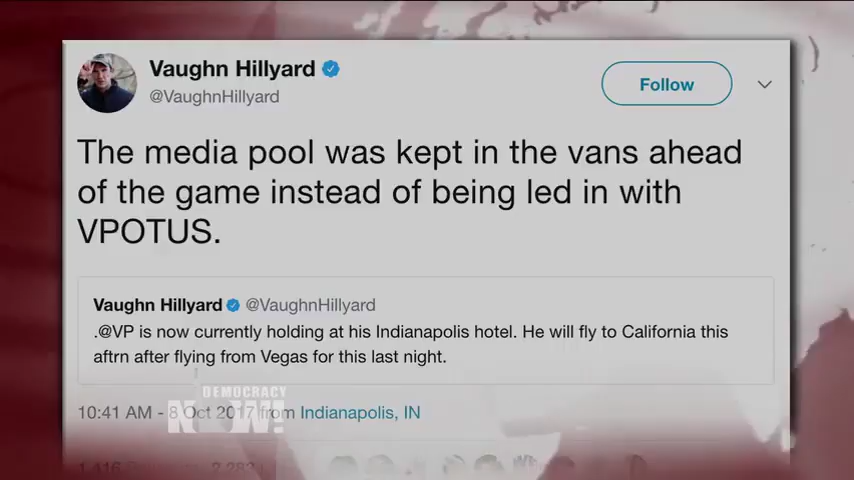 Vaughn Hillyard
@VaughnHillyard
Follow
The media pool was kept in the vans ahead
of the game instead of being led in with
VPOTUS.
Vaughn Hillyard @VaughnHillyard
.@VP is now currently holding at his Indianapolis hotel. He will fly to California this
aftrn after flying from Vegas for this last night.
DEMOCRACY
NOW!
10:41 AM - 8 Oct 2017 from Indianapolis, IN